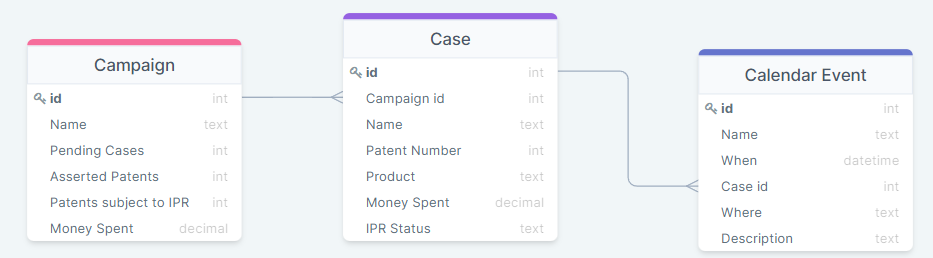 Campaign
id int
Name text
Pending Cases int
Asserted Patents int
Patents subject to IPR int
Money Spent decimal
Case
id int
Campaign id int
Name text
Patent Number int
Product text
Money Spent decimal
IPR Status text
Calendar Event
id int
Name text
When datetime
Case id int
Where text
Description text